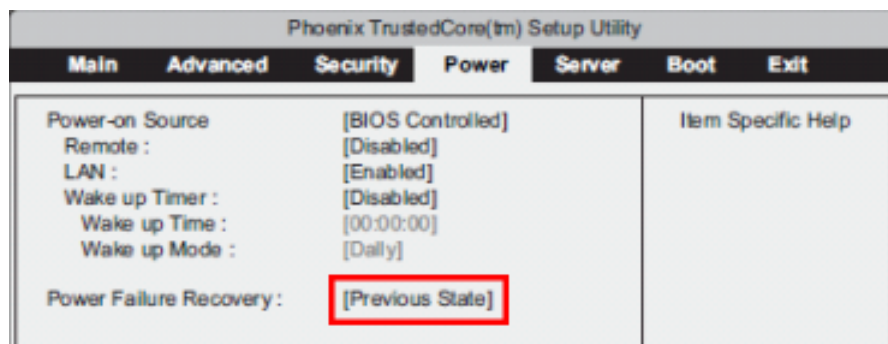 Phoenix TrustedCore(tm) Setup Utility
Main Advanced Security Power Server Boot Exit
Power-on Source [BIOS Controlled] Item Specific Help
Remote : [Disabled]
LAN : [Enabled]
Wake up Timer : [Disabled]
Wake up Time : [00:00:00]
Wake up Mode : [Daily]
Power Failure Recovery : [Previous State]